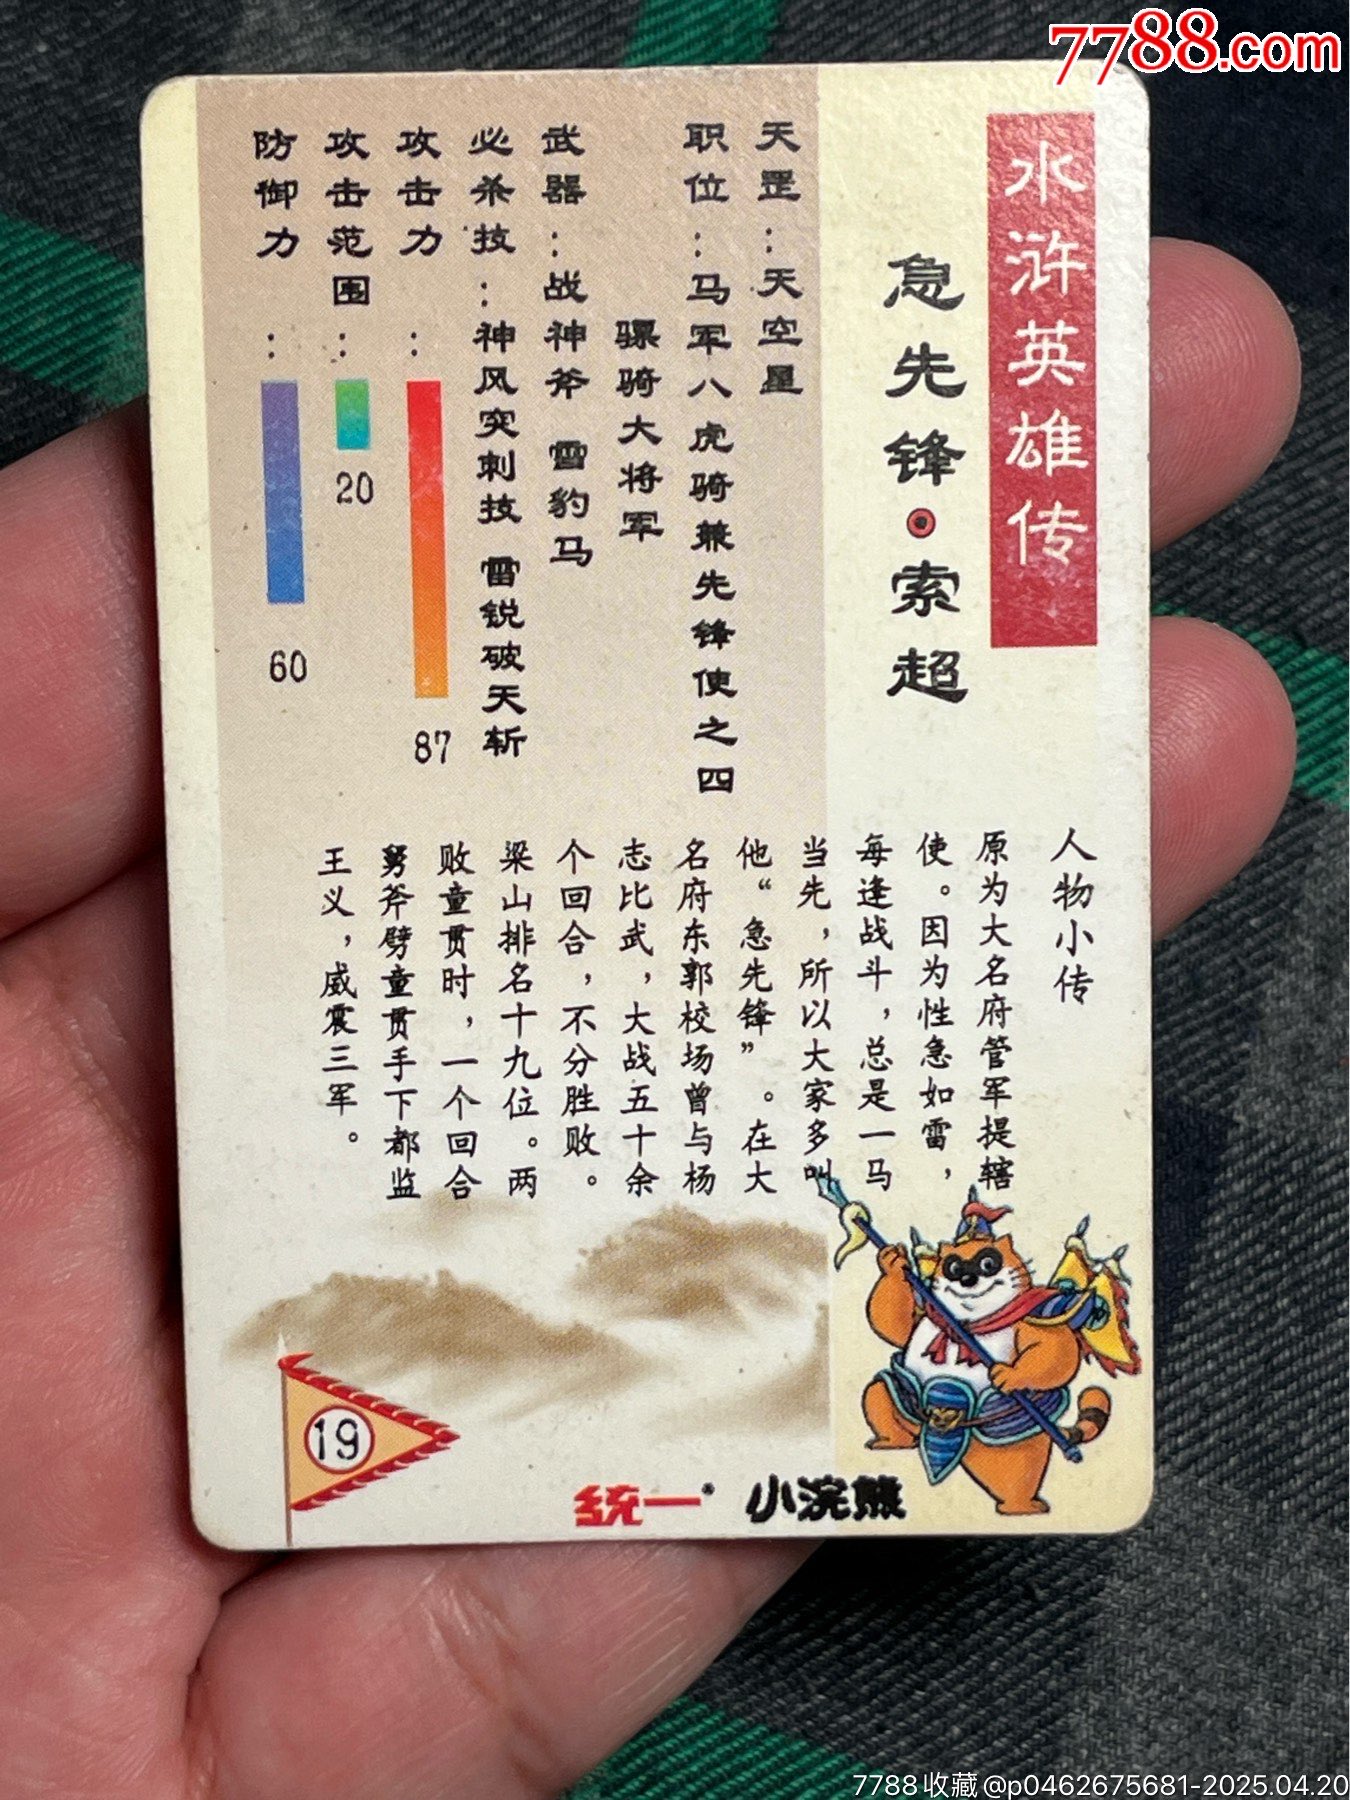 7788.com
水浒英雄传
急先锋·索超
天罡：天空星
职位：马军八虎骑兼先锋使之四
骠骑大将军
武器：战神斧 雷豹马
必杀技：神风突刺技 雷锐破天斩
攻击力：
87
攻击范围：
20
防御力：
60
人物小传
原为大名府管军提辖
使。因为性急如雷，
每逢战斗，总是一马
当先，所以大家多叫
他“急先锋”。在大
名府东郭校场曾与杨
志比武，大战五十余
个回合，不分胜败。
梁山排名十九位。两
败童贯时，一个回合
舅斧劈童贯手下都监
王义，威震三军。
19
统一 小浣熊
7788收藏@p0462675681-2025.04.20